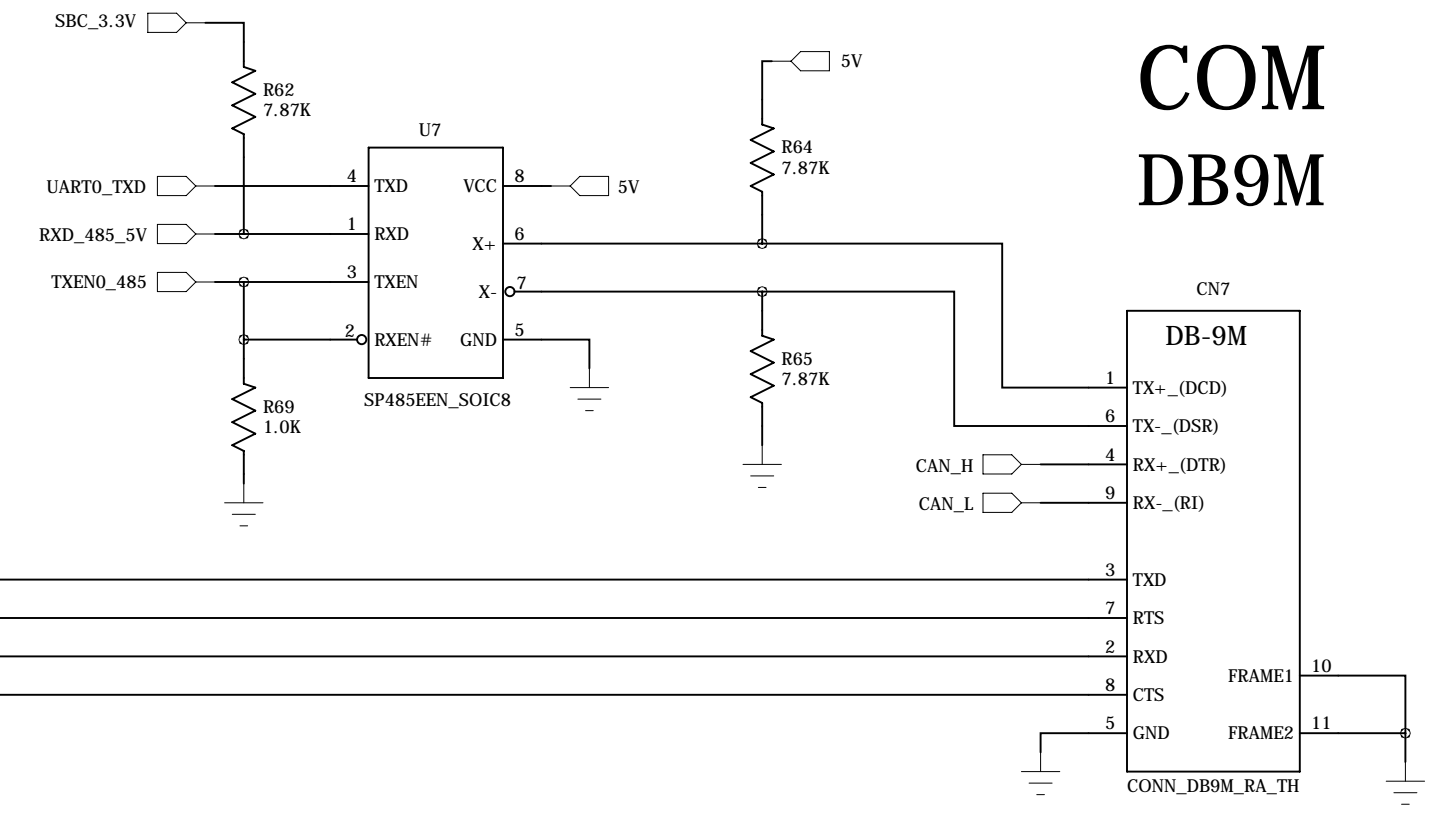 SBC_3.3V
5V
COM
DB9M
R62
7.87K
R64
7.87K
U7
UART0_TXD
4
TXD
VCC
8
5V
RXD_485_5V
1
RXD
X+
6
TXEN0_485
3
TXEN
X-
7
2
RXEN#
GND
5
SP485EEN_SOIC8
R69
1.0K
R65
7.87K
CN7
DB-9M
1
TX+_(DCD)
6
TX-_(DSR)
CAN_H
4
RX+_(DTR)
CAN_L
9
RX-_(RI)
3
TXD
7
RTS
2
RXD
8
CTS
5
GND
FRAME1
10
FRAME2
11
CONN_DB9M_RA_TH